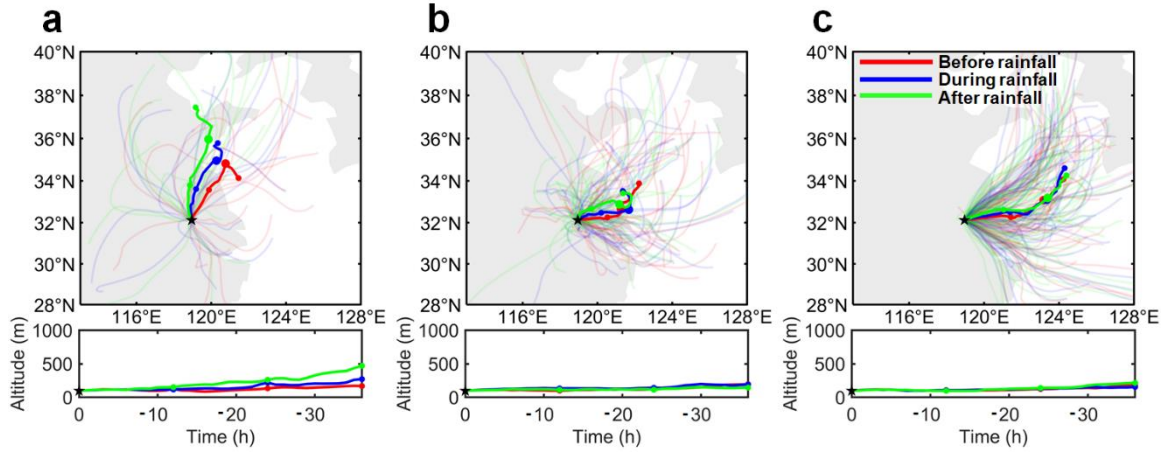 a
b
c
40°N
38°N
36°N
34°N
32°N
30°N
28°N
116°E
120°E
124°E
128°E
40°N
38°N
36°N
34°N
32°N
30°N
28°N
116°E
120°E
124°E
128°E
40°N
38°N
36°N
34°N
32°N
30°N
28°N
116°E
120°E
124°E
128°E
Before rainfall
During rainfall
After rainfall
Altitude (m)
1000
500
0
0
-10
-20
-30
Time (h)
Altitude (m)
1000
500
0
0
-10
-20
-30
Time (h)
Altitude (m)
1000
500
0
0
-10
-20
-30
Time (h)